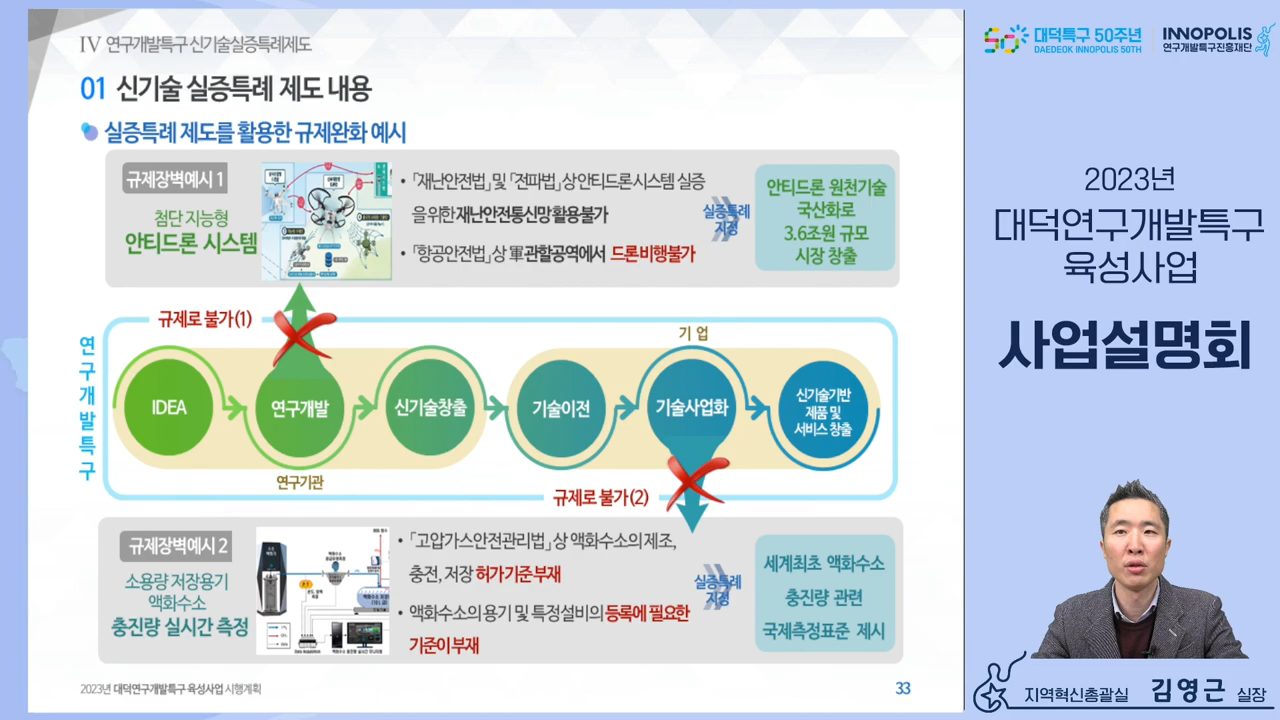 IV 연구개발특구 신기술실증특례제도
01 신기술 실증특례 제도 내용
실증특례 제도를 활용한 규제완화 예시
규제장벽예시 1
첨단 지능형
안티드론 시스템
• 「재난안전법」 및 「전파법」상 안티드론시스템 실증
을 위한 재난안전통신망 활용불가
• 「항공안전법」상 軍관할공역에서 드론비행불가
실증특례
지정
안티드론 원천기술
국산화로
3.6조원 규모
시장 창출
연구개발특구
규제로 불가(1)
기 업
IDEA
연구개발
신기술창출
기술이전
기술사업화
신기술기반
제품 및
서비스 창출
연구기관
규제로 불가(2)
규제장벽예시 2
소용량 저장용기
액화수소
충진량 실시간 측정
• 「고압가스안전관리법」상 액화수소의 제조,
충전, 저장 허가기준 부재
• 액화수소의 용기 및 특정설비의 등록에 필요한
기준이 부재
실증특례
지정
세계최초 액화수소
충진량 관련
국제측정표준 제시
2023년 대덕연구개발특구 육성사업 시행계획
33
대덕특구 50주년
DAEDEOK INNOPOLIS 50TH
INNOPOLIS
연구개발특구진흥재단
2023년
대덕연구개발특구
육성사업
사업설명회
지역혁신총괄실 김영근 실장